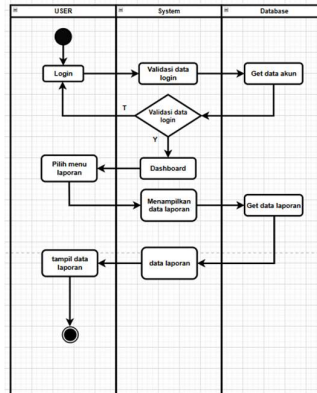 USER
System
Database
Login
Validasi data
login
Get data akun
T
Validasi data
login
Y
Pilih menu
laporan
Dashboard
Menampilkan
data laporan
Get data laporan
tampil data
laporan
data laporan